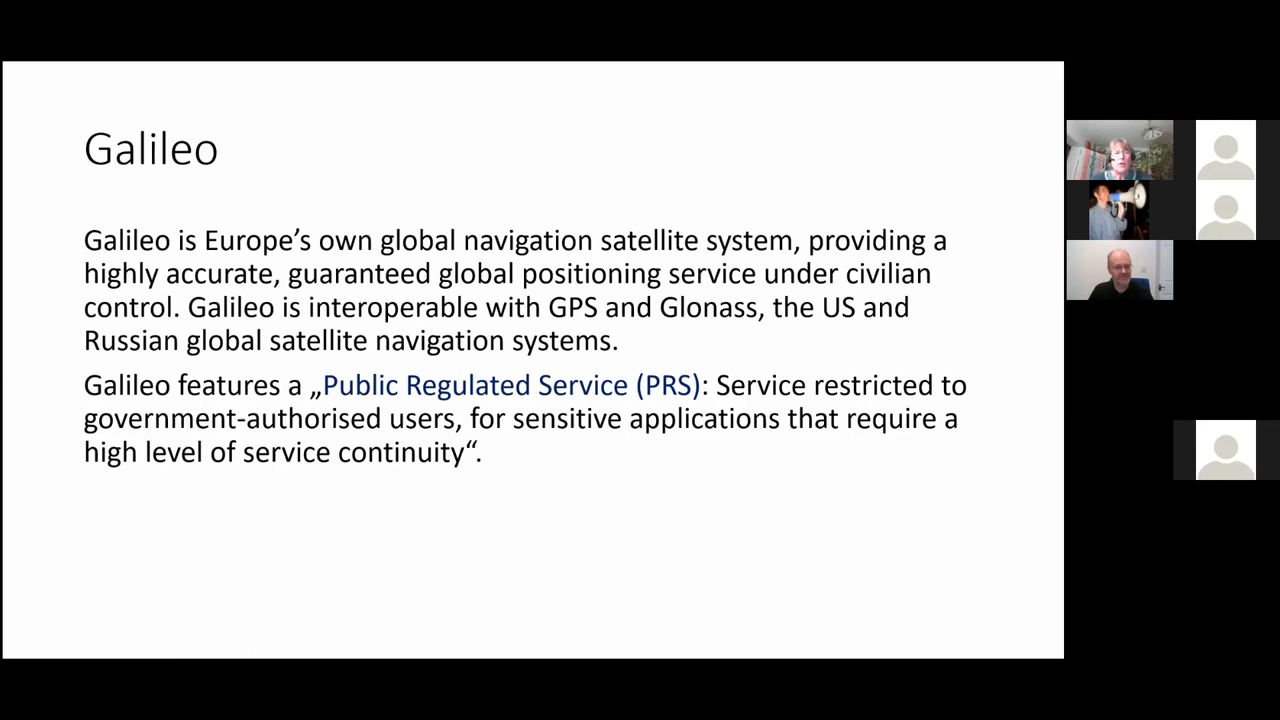 Galileo
Galileo is Europe’s own global navigation satellite system, providing a
highly accurate, guaranteed global positioning service under civilian
control. Galileo is interoperable with GPS and Glonass, the US and
Russian global satellite navigation systems.
Galileo features a „Public Regulated Service (PRS): Service restricted to
government-authorised users, for sensitive applications that require a
high level of service continuity“.